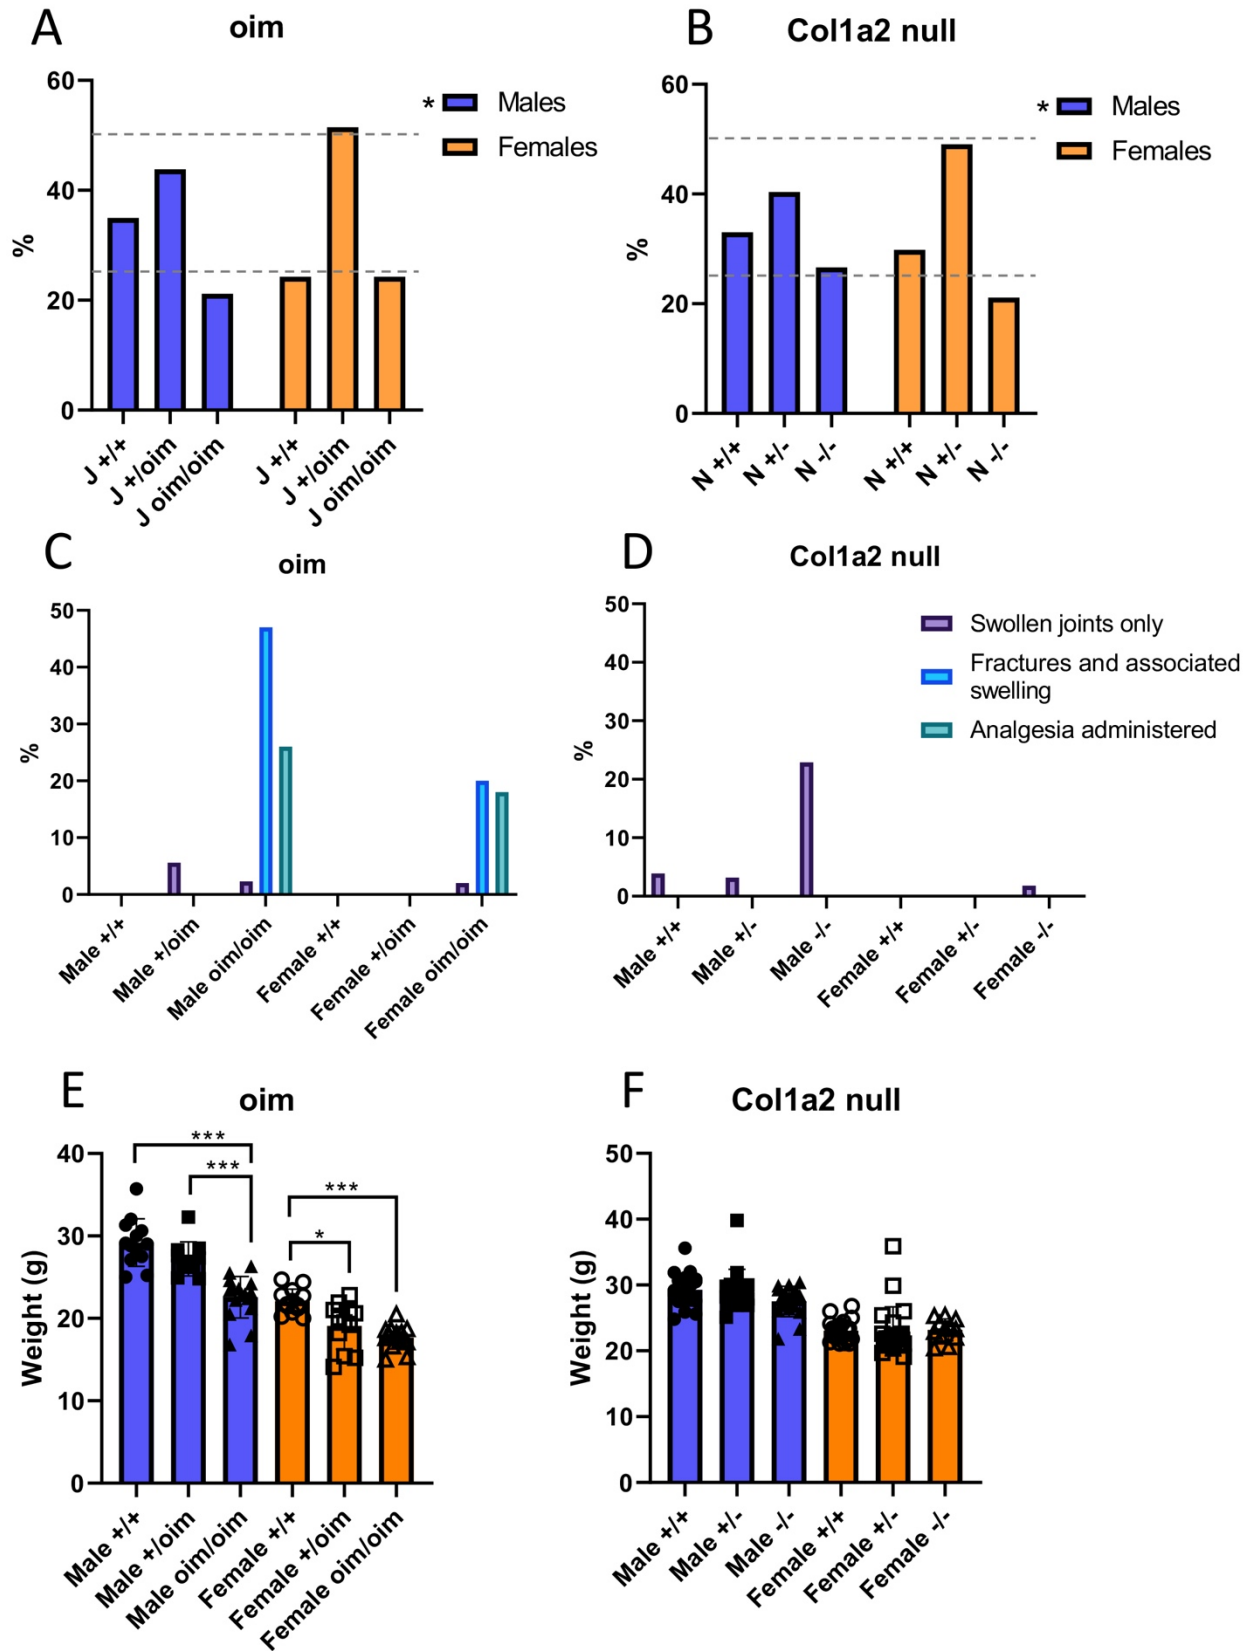 A
oim
60
40
20
0
%
* Males
Females
J +/+
J +/oim
J oim/oim
J +/+
J +/oim
J oim/oim
B
Col1a2 null
60
40
20
0
%
* Males
Females
N +/+
N +/-
N -/-
N +/+
N +/-
N -/-
C
oim
50
40
30
20
10
0
%
Male +/+
Male +/oim
Male oim/oim
Female +/+
Female +/oim
Female oim/oim
D
Col1a2 null
50
40
30
20
10
0
%
Swollen joints only
Fractures and associated
swelling
Analgesia administered
Male +/+
Male +/-
Male -/-
Female +/+
Female +/-
Female -/-
E
oim
40
30
20
10
0
Weight (g)
***
***
***
*
Male +/+
Male +/oim
Male oim/oim
Female +/+
Female +/oim
Female oim/oim
F
Col1a2 null
50
40
30
20
10
0
Weight (g)
Male +/+
Male +/-
Male -/-
Female +/+
Female +/-
Female -/-